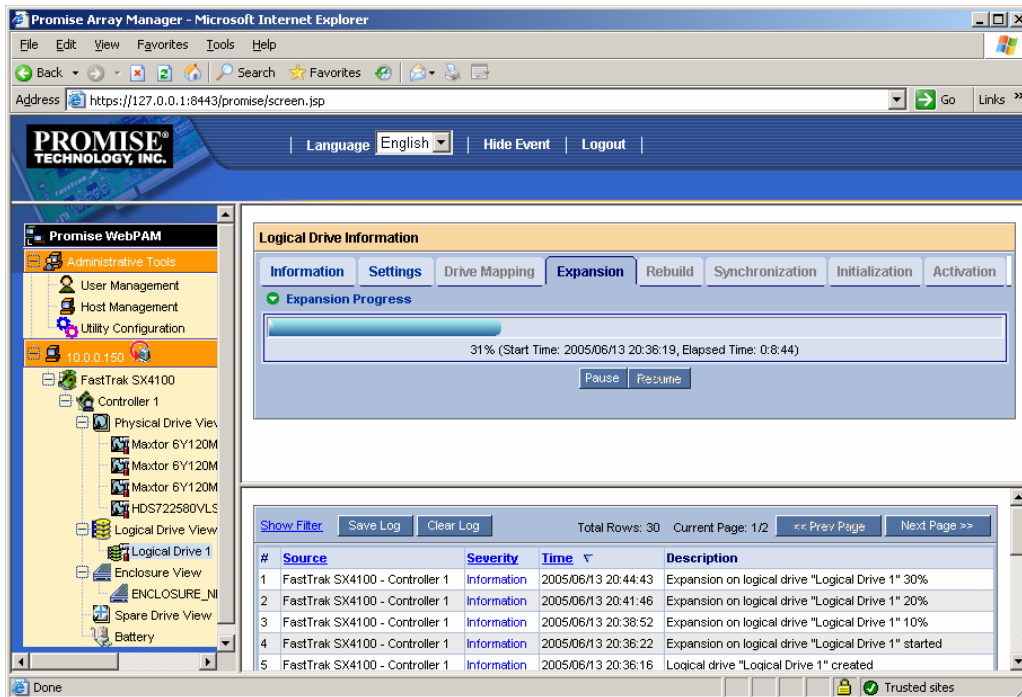 Promise Array Manager - Microsoft Internet Explorer
File Edit View Favorites Tools Help
Back Search Favorites
Address https://127.0.0.1:8443/promise/screen.jsp Go Links »
PROMISE®
TECHNOLOGY, INC.
FastTrak
| Language English | Hide Event | Logout |
Promise WebPAM
Administrative Tools
User Management
Host Management
Utility Configuration
10.0.0.150
FastTrak SX4100
Controller 1
Physical Drive View
Maxtor 6Y120M
Maxtor 6Y120M
Maxtor 6Y120M
HDS722580VLS
Logical Drive View
Logical Drive 1
Enclosure View
ENCLOSURE_N
Spare Drive View
Battery
Logical Drive Information
Information Settings Drive Mapping Expansion Rebuild Synchronization Initialization Activation
Expansion Progress
31% (Start Time: 2005/06/13 20:36:19, Elapsed Time: 0:8:44)
Pause Resume
Show Filter Save Log Clear Log Total Rows: 30 Current Page: 1/2 << Prev Page Next Page >>
# Source Severity Time Description
1 FastTrak SX4100 - Controller 1 Information 2005/06/13 20:44:43 Expansion on logical drive "Logical Drive 1" 30%
2 FastTrak SX4100 - Controller 1 Information 2005/06/13 20:41:46 Expansion on logical drive "Logical Drive 1" 20%
3 FastTrak SX4100 - Controller 1 Information 2005/06/13 20:38:52 Expansion on logical drive "Logical Drive 1" 10%
4 FastTrak SX4100 - Controller 1 Information 2005/06/13 20:36:22 Expansion on logical drive "Logical Drive 1" started
5 FastTrak SX4100 - Controller 1 Information 2005/06/13 20:36:16 Logical drive "Logical Drive 1" created
Done Trusted sites